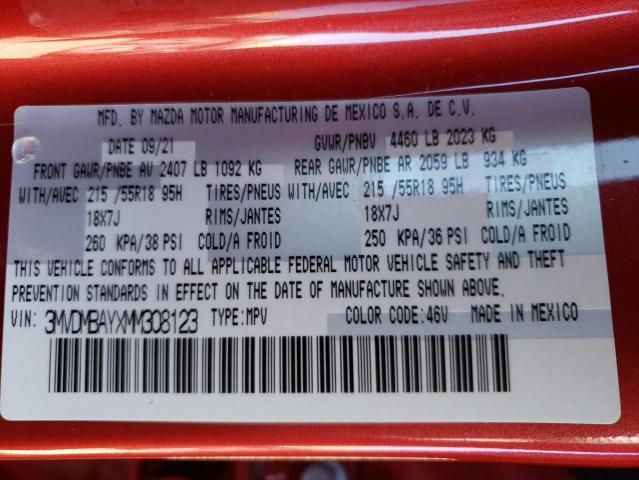 MFD. BY MAZDA MOTOR MANUFACTURING DE MEXICO S.A. DE C.V.
DATE 09/21 GVWR/PNBV 4460 LB 2023 KG
FRONT GAWR/PNBE AV 2407 LB 1092 KG REAR GAWR/PNBE AR 2059 LB 934 KG
WITH/AVEC 215 /55R18 95H TIRES/PNEUS WITH/AVEC 215 /55R18 95H TIRES/PNEUS
18X7J RIMS/JANTES 18X7J RIMS/JANTES
260 KPA/38 PSI COLD/A FROID 250 KPA/36 PSI COLD/A FROID
THIS VEHICLE CONFORMS TO ALL APPLICABLE FEDERAL MOTOR VEHICLE SAFETY AND THEFT
PREVENTION STANDARDS IN EFFECT ON THE DATE OF MANUFACTURE SHOWN ABOVE.
VIN: 3MVDMBAYXMM308123 TYPE:MPV COLOR CODE:46V MADE IN MEXICO